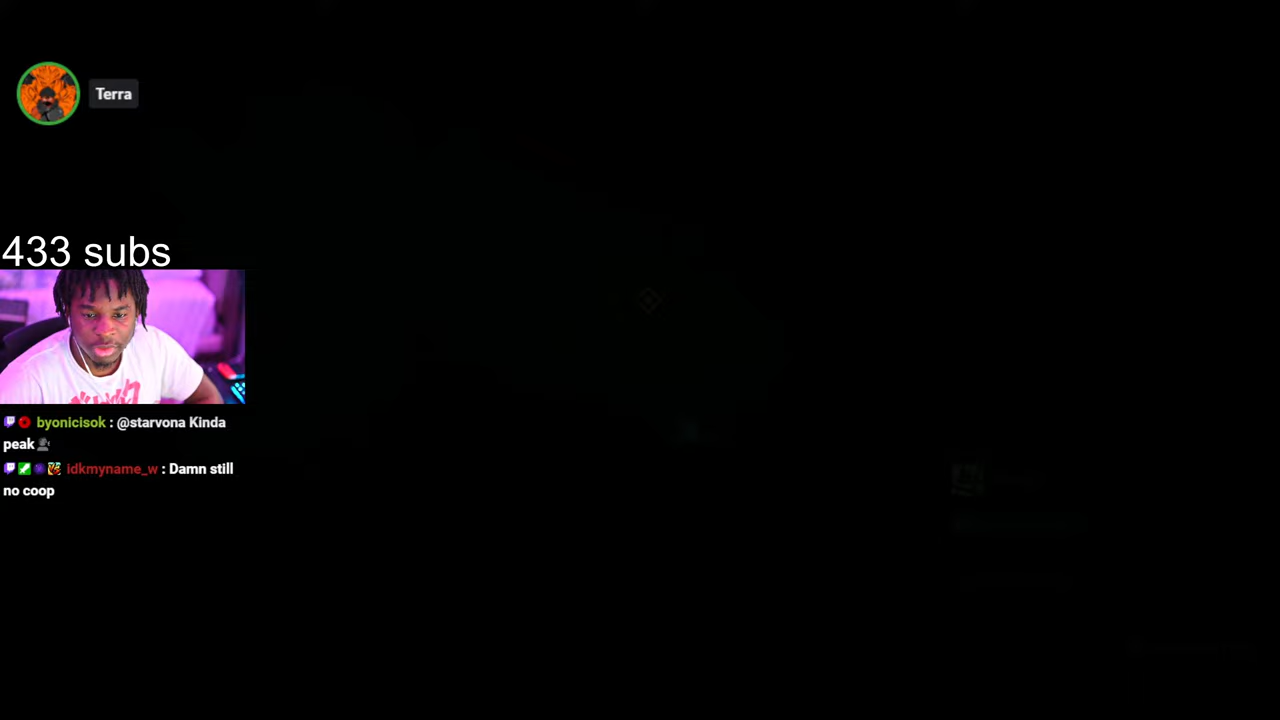 Terra
433 subs
byonicisok : @starvona Kinda
peak
idkmyname_w : Damn still
no coop